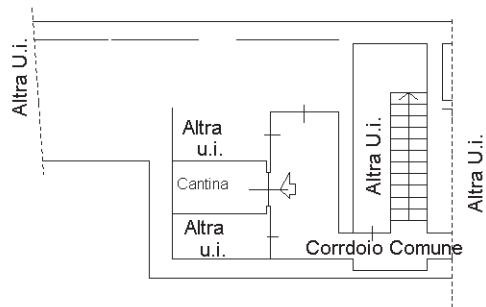 Altra U.i.
Altra
u.i.
Cantina
Altra
u.i.
Altra U.i.
Altra U.i.
Corrdoio Comune